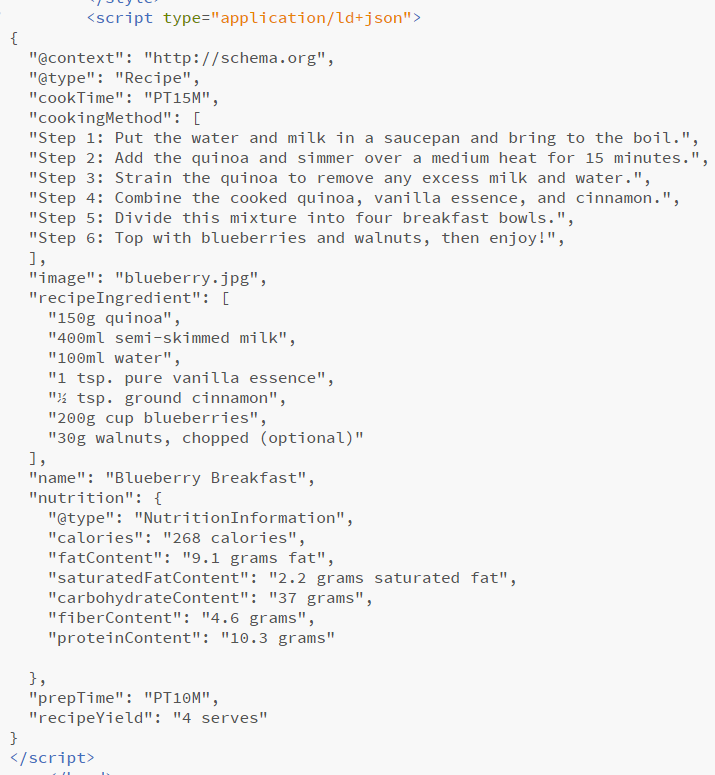 </style>
<script type="application/ld+json">
{
"@context": "http://schema.org",
"@type": "Recipe",
"cookTime": "PT15M",
"cookingMethod": [
"Step 1: Put the water and milk in a saucepan and bring to the boil.",
"Step 2: Add the quinoa and simmer over a medium heat for 15 minutes.",
"Step 3: Strain the quinoa to remove any excess milk and water.",
"Step 4: Combine the cooked quinoa, vanilla essence, and cinnamon.",
"Step 5: Divide this mixture into four breakfast bowls.",
"Step 6: Top with blueberries and walnuts, then enjoy!",
],
"image": "blueberry.jpg",
"recipeIngredient": [
"150g quinoa",
"400ml semi-skimmed milk",
"100ml water",
"1 tsp. pure vanilla essence",
"½ tsp. ground cinnamon",
"200g cup blueberries",
"30g walnuts, chopped (optional)"
],
"name": "Blueberry Breakfast",
"nutrition": {
"@type": "NutritionInformation",
"calories": "268 calories",
"fatContent": "9.1 grams fat",
"saturatedFatContent": "2.2 grams saturated fat",
"carbohydrateContent": "37 grams",
"fiberContent": "4.6 grams",
"proteinContent": "10.3 grams"
},
"prepTime": "PT10M",
"recipeYield": "4 serves"
}
</script>
</head>